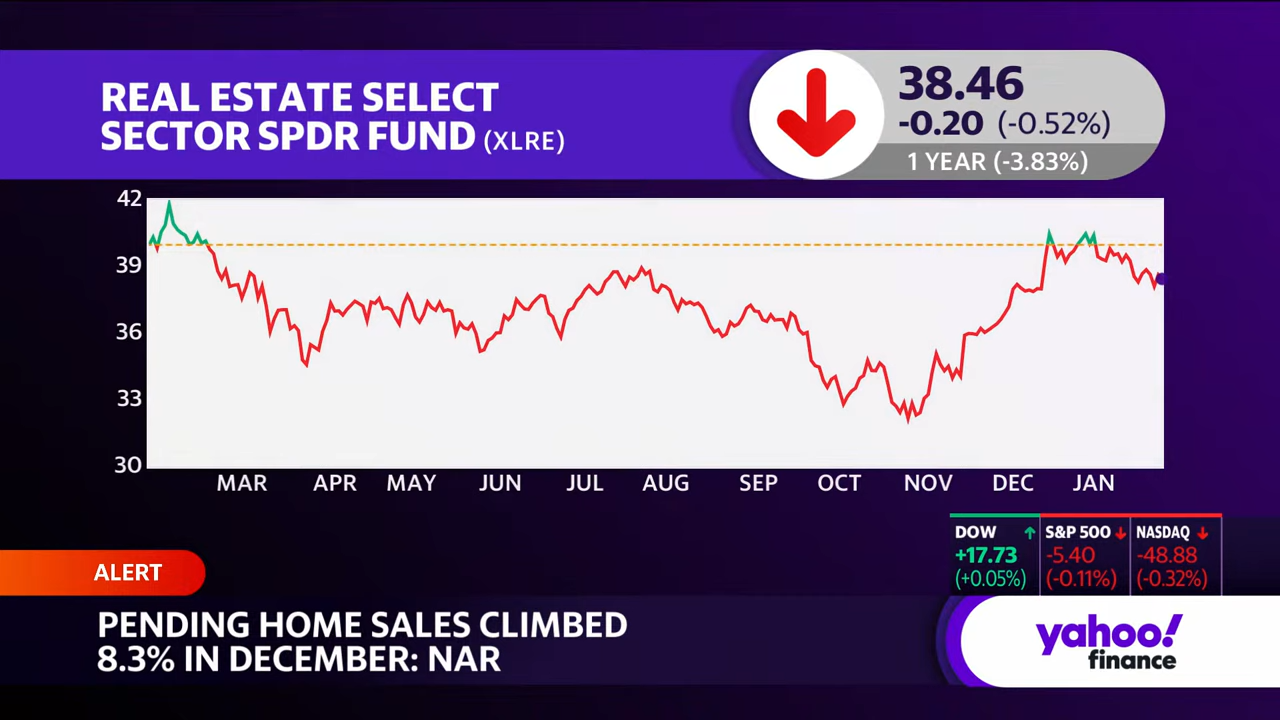 REAL ESTATE SELECT
SECTOR SPDR FUND (XLRE)
38.46
-0.20 (-0.52%)
1 YEAR (-3.83%)
42
39
36
33
30
MAR APR MAY JUN JUL AUG SEP OCT NOV DEC JAN
DOW
+17.73
(+0.05%)
S&P 500
-5.40
(-0.11%)
NASDAQ
-48.88
(-0.32%)
ALERT
PENDING HOME SALES CLIMBED
8.3% IN DECEMBER: NAR
yahoo!
finance